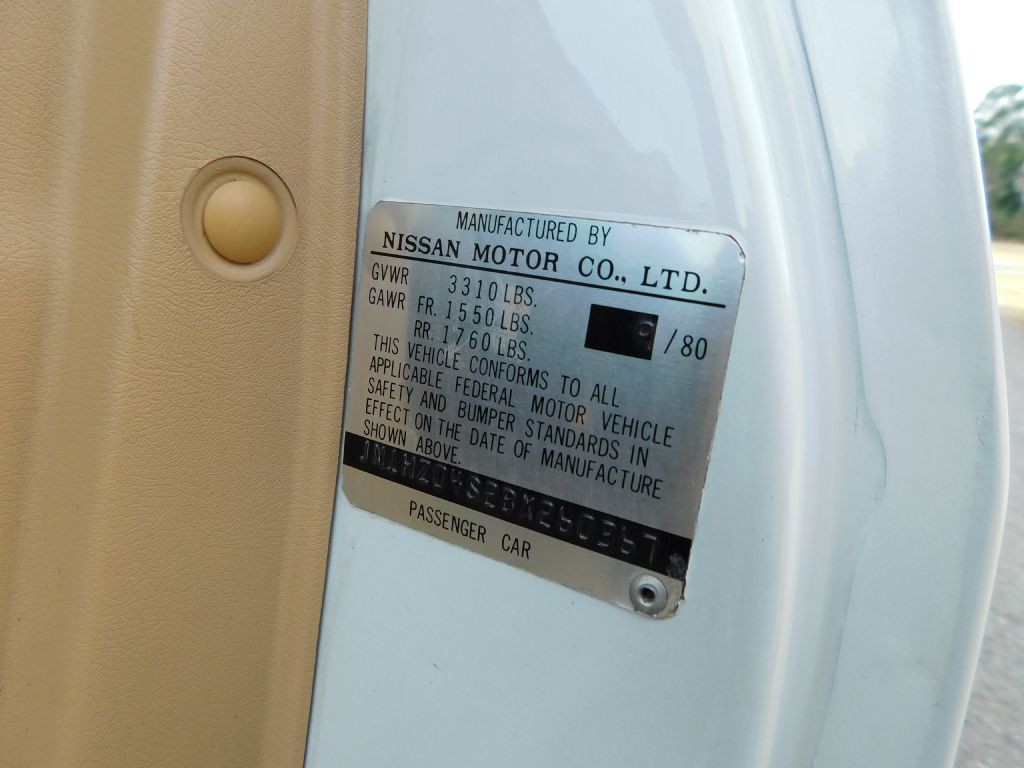 MANUFACTURED BY
NISSAN MOTOR CO., LTD.
GVWR 3310 LBS.
GAWR FR. 1550 LBS.
RR. 1760 LBS.
/80
THIS VEHICLE CONFORMS TO ALL
APPLICABLE FEDERAL MOTOR VEHICLE
SAFETY AND BUMPER STANDARDS IN
EFFECT ON THE DATE OF MANUFACTURE
SHOWN ABOVE.
PASSENGER CAR